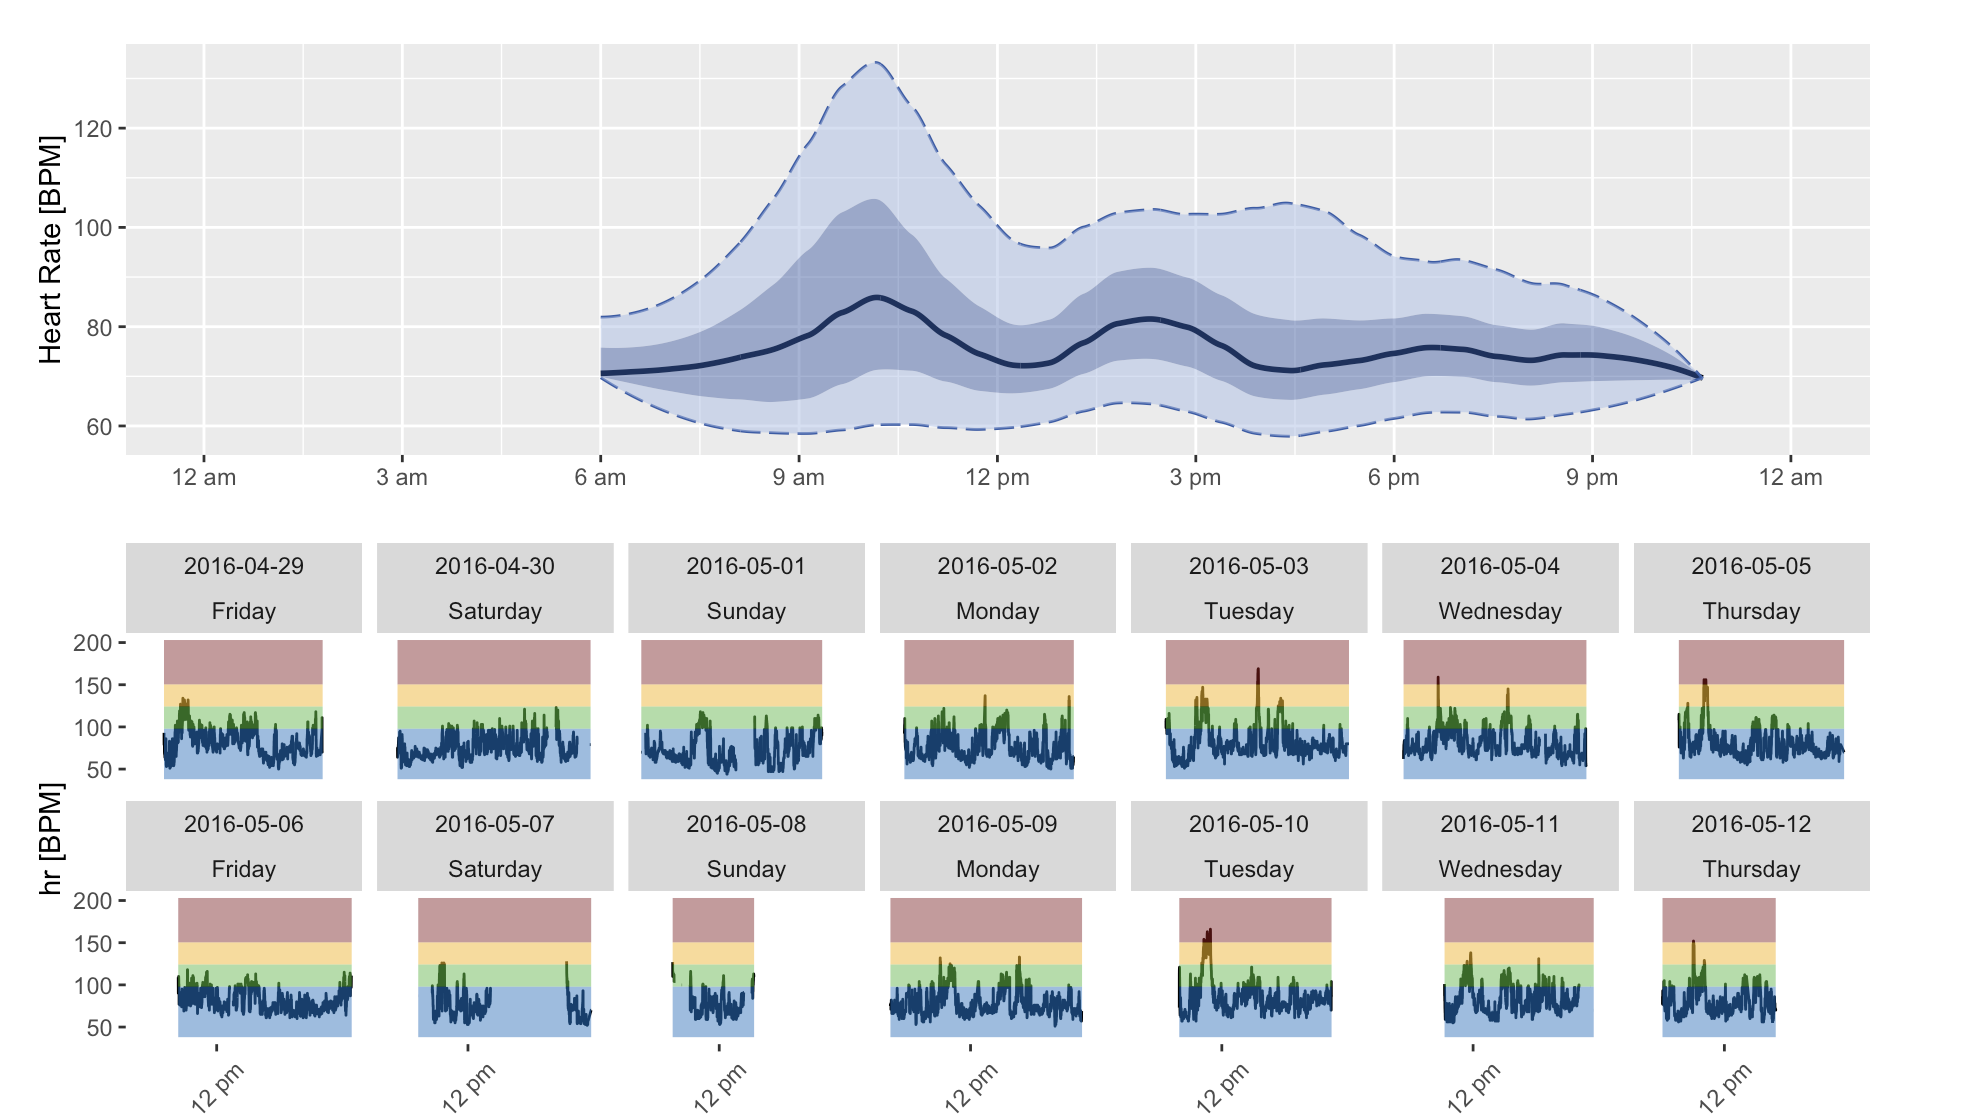 Heart Rate [BPM]
120
100
80
60
12 am 3 am 6 am 9 am 12 pm 3 pm 6 pm 9 pm 12 am
2016-04-29 2016-04-30 2016-05-01 2016-05-02 2016-05-03 2016-05-04 2016-05-05
Friday Saturday Sunday Monday Tuesday Wednesday Thursday
200
150
100
50
hr [BPM]
2016-05-06 2016-05-07 2016-05-08 2016-05-09 2016-05-10 2016-05-11 2016-05-12
Friday Saturday Sunday Monday Tuesday Wednesday Thursday
200
150
100
50
12 pm 12 pm 12 pm 12 pm 12 pm 12 pm 12 pm